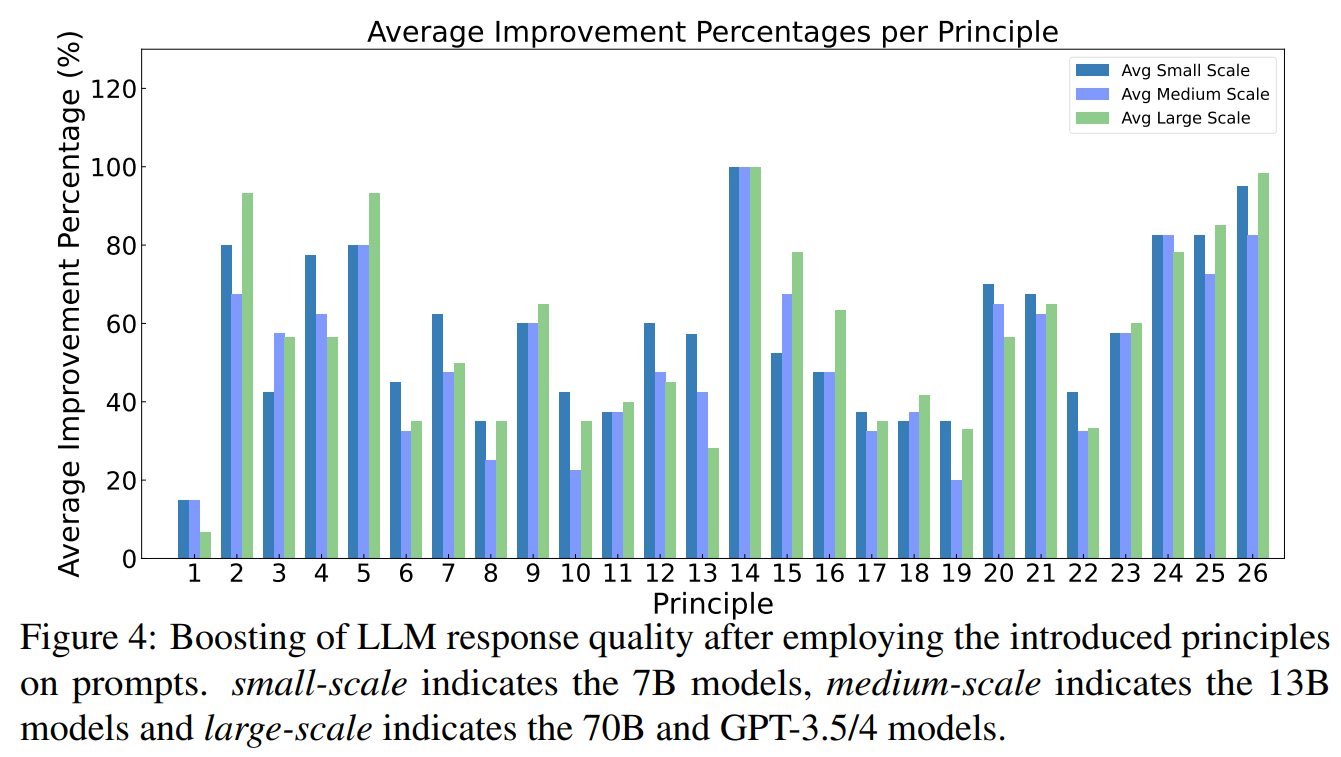 Average Improvement Percentages per Principle
Average Improvement Percentage (%)
120
100
80
60
40
20
0
Avg Small Scale
Avg Medium Scale
Avg Large Scale
1 2 3 4 5 6 7 8 9 10 11 12 13 14 15 16 17 18 19 20 21 22 23 24 25 26
Principle
Figure 4: Boosting of LLM response quality after employing the introduced principles
on prompts. small-scale indicates the 7B models, medium-scale indicates the 13B
models and large-scale indicates the 70B and GPT-3.5/4 models.